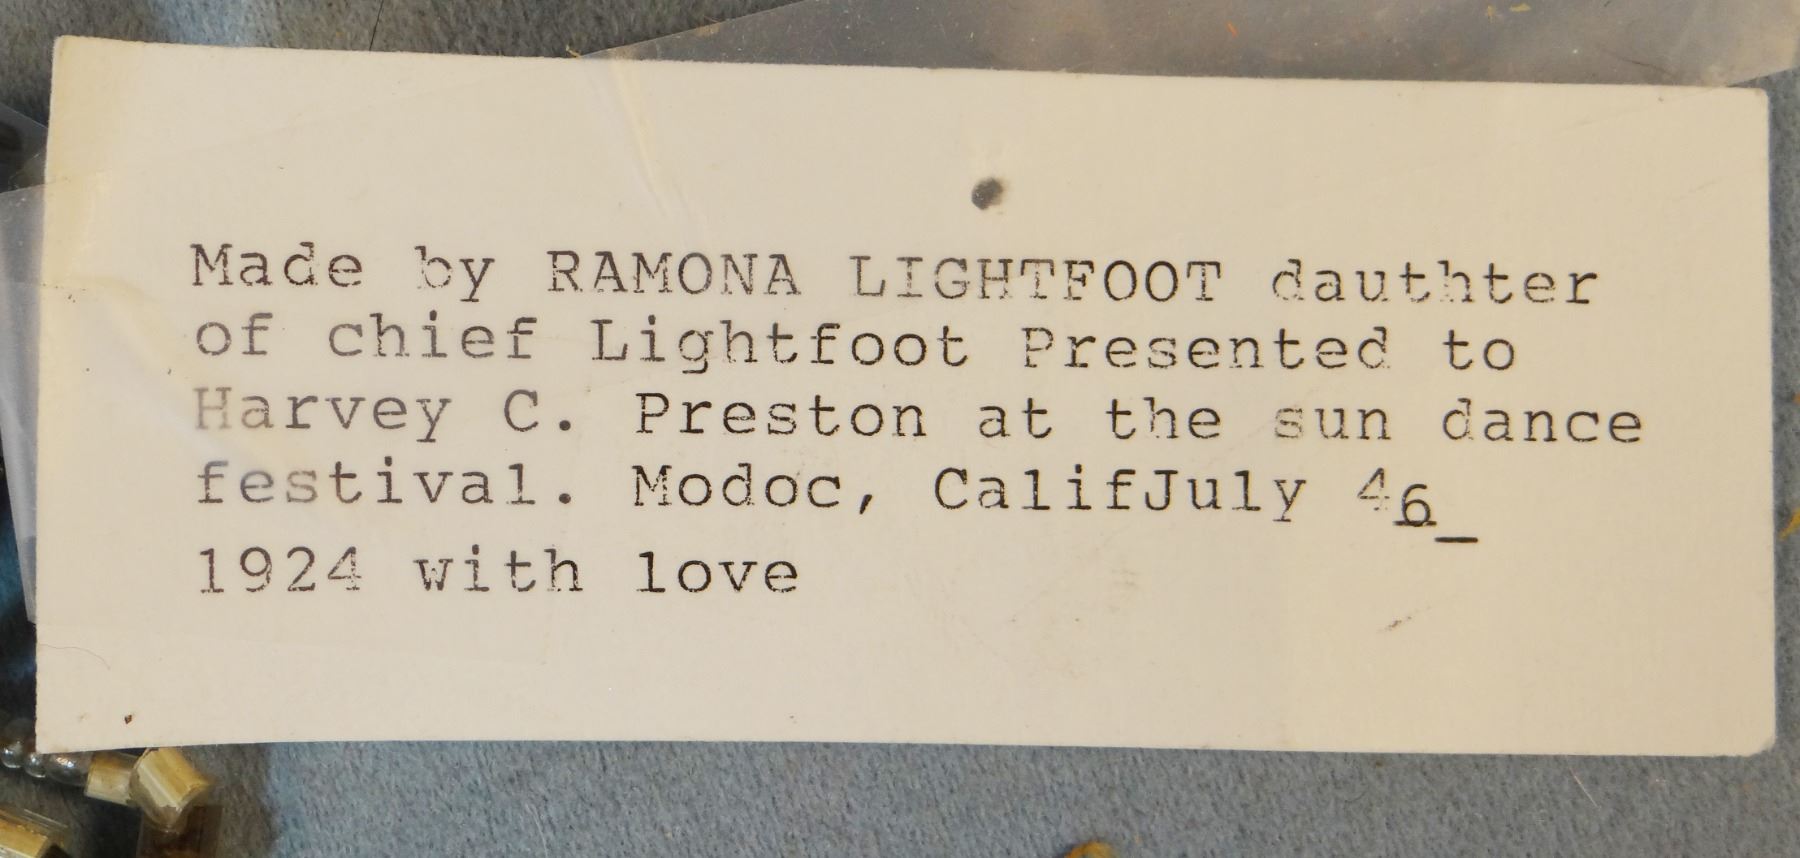 Made by RAMONA LIGHTFOOT dauthter
of chief Lightfoot Presented to
Harvey C. Preston at the sun dance
festival. Modoc, CalifJuly 46_
1924 with love